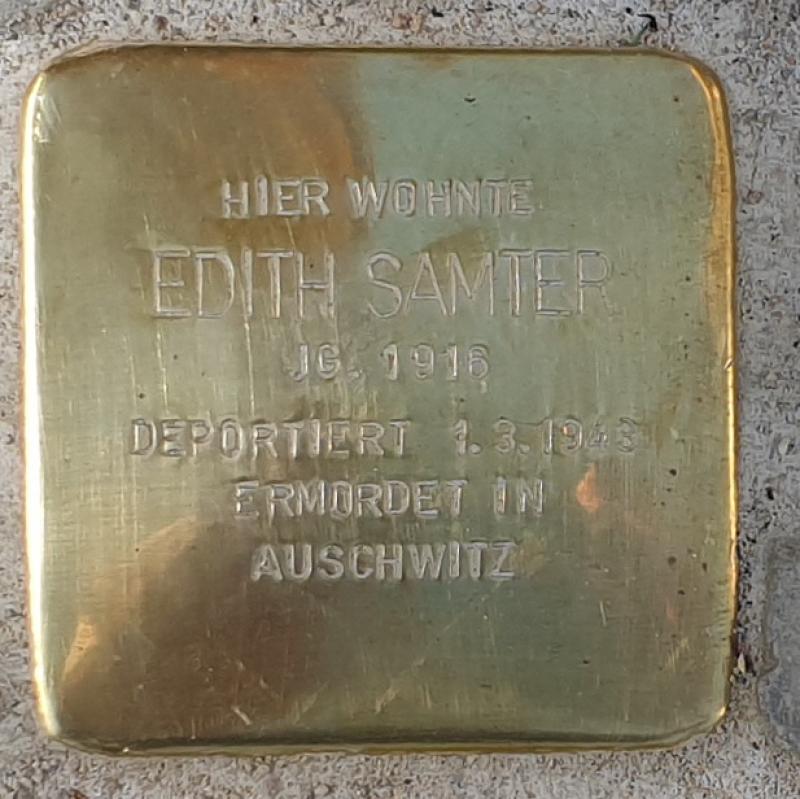 HIER WOHNTE
EDITH SAMTER
JG. 1916
DEPORTIERT 1.3.1943
ERMORDET IN
AUSCHWITZ